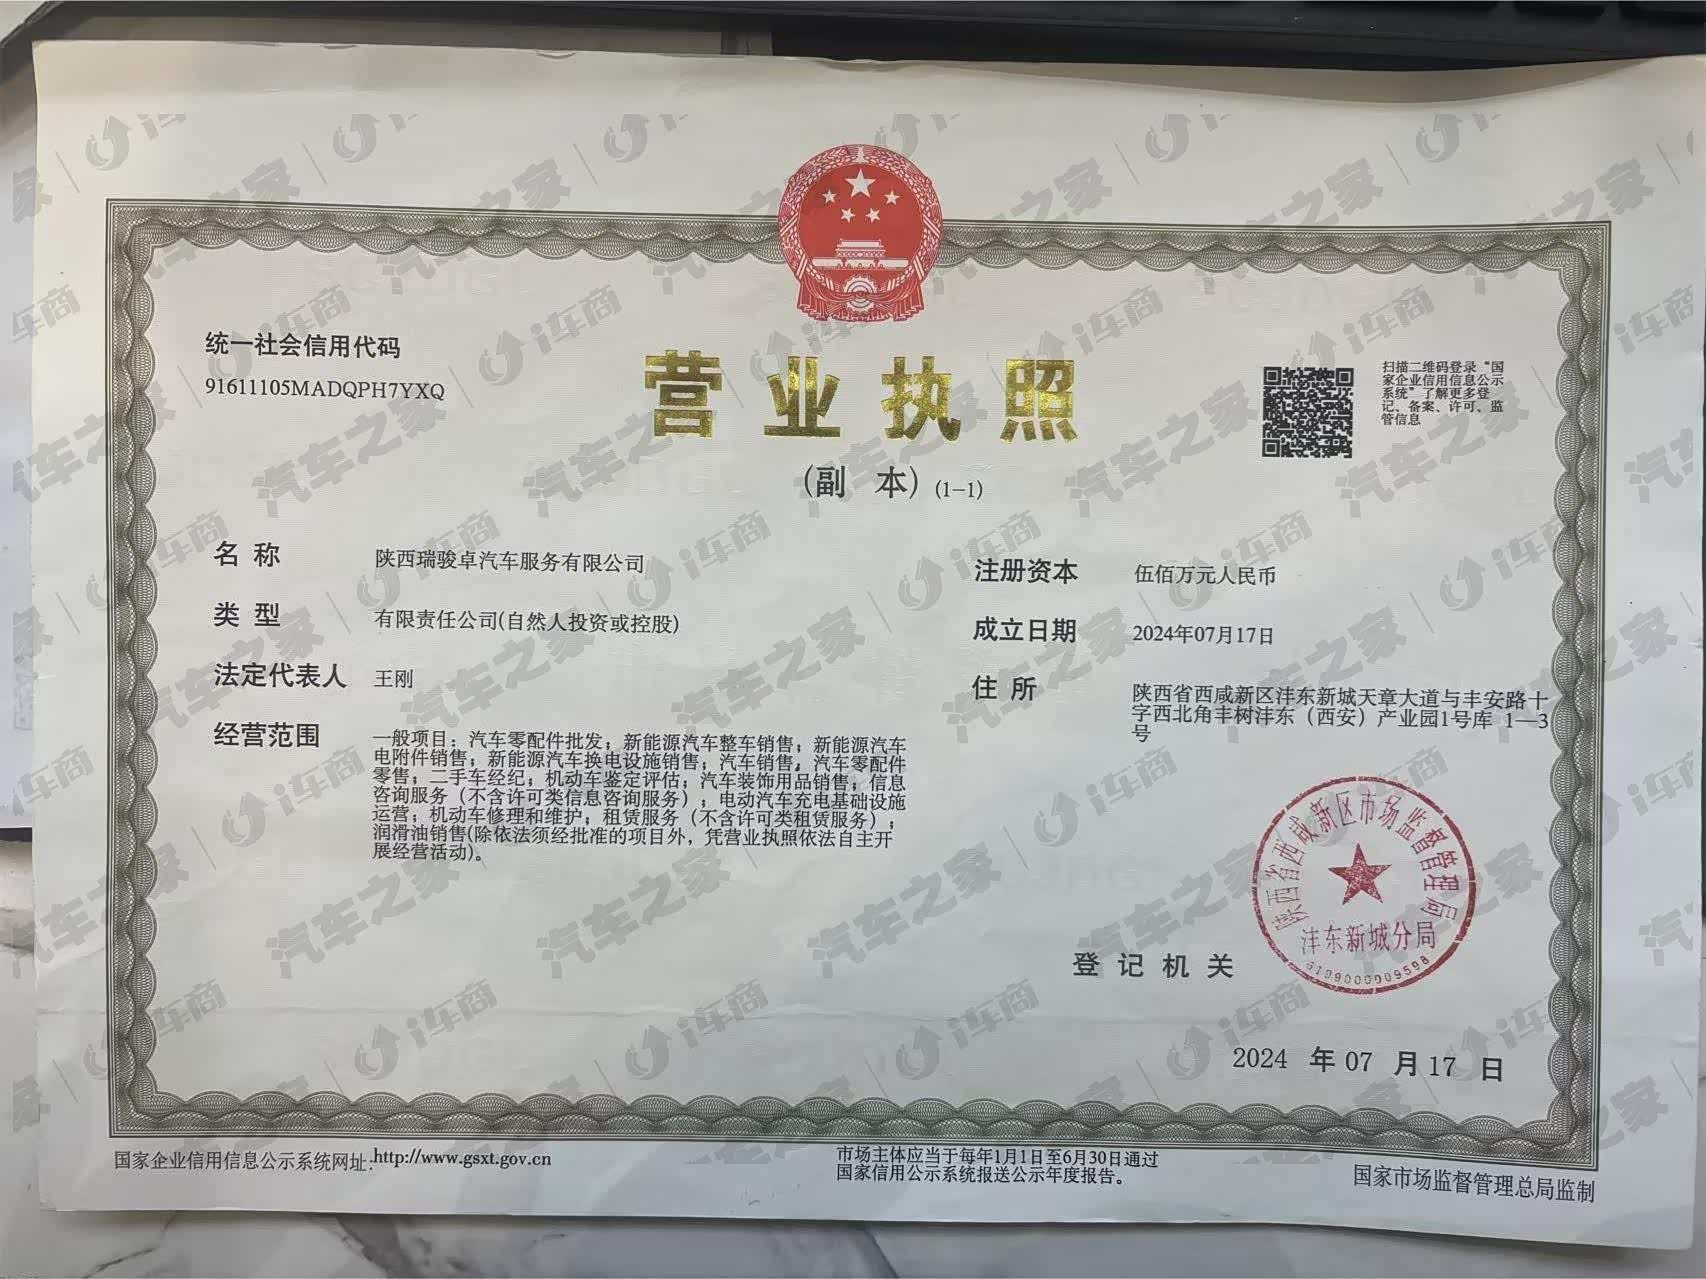 统一社会信用代码
91611105MADQPH7YXQ
营业执照
(副 本) (1-1)
扫描二维码登录“国
家企业信用信息公示
系统”了解更多登
记、备案、许可、监
管信息
名 称 陕西瑞骏卓汽车服务有限公司
类 型 有限责任公司(自然人投资或控股)
法定代表人 王刚
经营范围 一般项目：汽车零配件批发；新能源汽车整车销售；新能源汽车
电附件销售；新能源汽车换电设施销售；汽车销售，汽车零配件
零售；二手车经纪；机动车鉴定评估；汽车装饰用品销售；信息
咨询服务（不含许可类信息咨询服务）；电动汽车充电基础设施
运营；机动车修理和维护；租赁服务（不含许可类租赁服务）；
润滑油销售(除依法须经批准的项目外，凭营业执照依法自主开
展经营活动)。
注册资本 伍佰万元人民币
成立日期 2024年07月17日
住 所 陕西省西咸新区沣东新城天章大道与丰安路十
字西北角丰树沣东（西安）产业园1号库 1—3
号
登记机关
陕西省西咸新区市场监督管理局
沣东新城分局
6109000009598
2024 年 07 月 17 日
国家企业信用信息公示系统网址:http://www.gsxt.gov.cn
市场主体应当于每年1月1日至6月30日通过
国家信用公示系统报送公示年度报告。
国家市场监督管理总局监制
汽车之家 | i车商